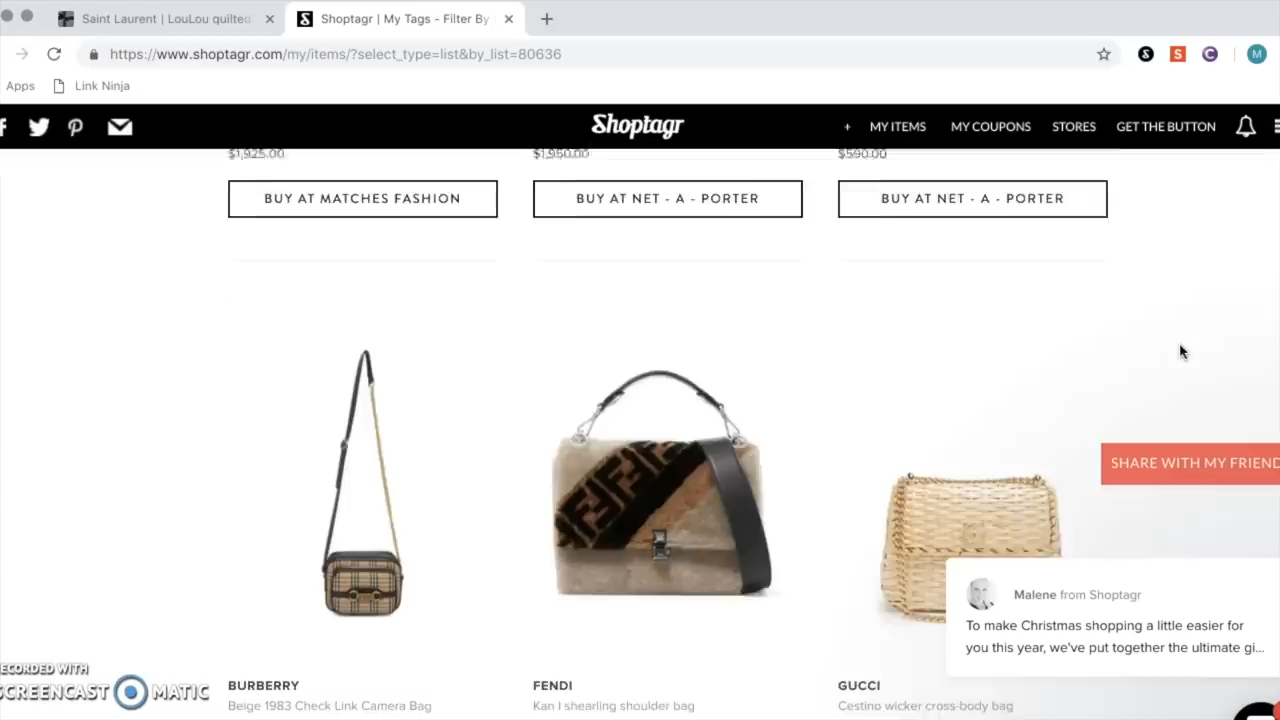 Saint Laurent | LouLou quilted
Shoptagr | My Tags - Filter By
https://www.shoptagr.com/my/items/?select_type=list&by_list=80636
M
Apps
Link Ninja
Shoptagr
+ MY ITEMS MY COUPONS STORES GET THE BUTTON
$1,925.00
$1,950.00
$590.00
BUY AT MATCHES FASHION
BUY AT NET - A - PORTER
BUY AT NET - A - PORTER
SHARE WITH MY FRIEND
Malene from Shoptagr
To make Christmas shopping a little easier for
you this year, we've put together the ultimate gi...
BURBERRY
Beige 1983 Check Link Camera Bag
FENDI
Kan I shearling shoulder bag
GUCCI
Cestino wicker cross-body bag
ECORDED WITH
SCREENCAST MATIC